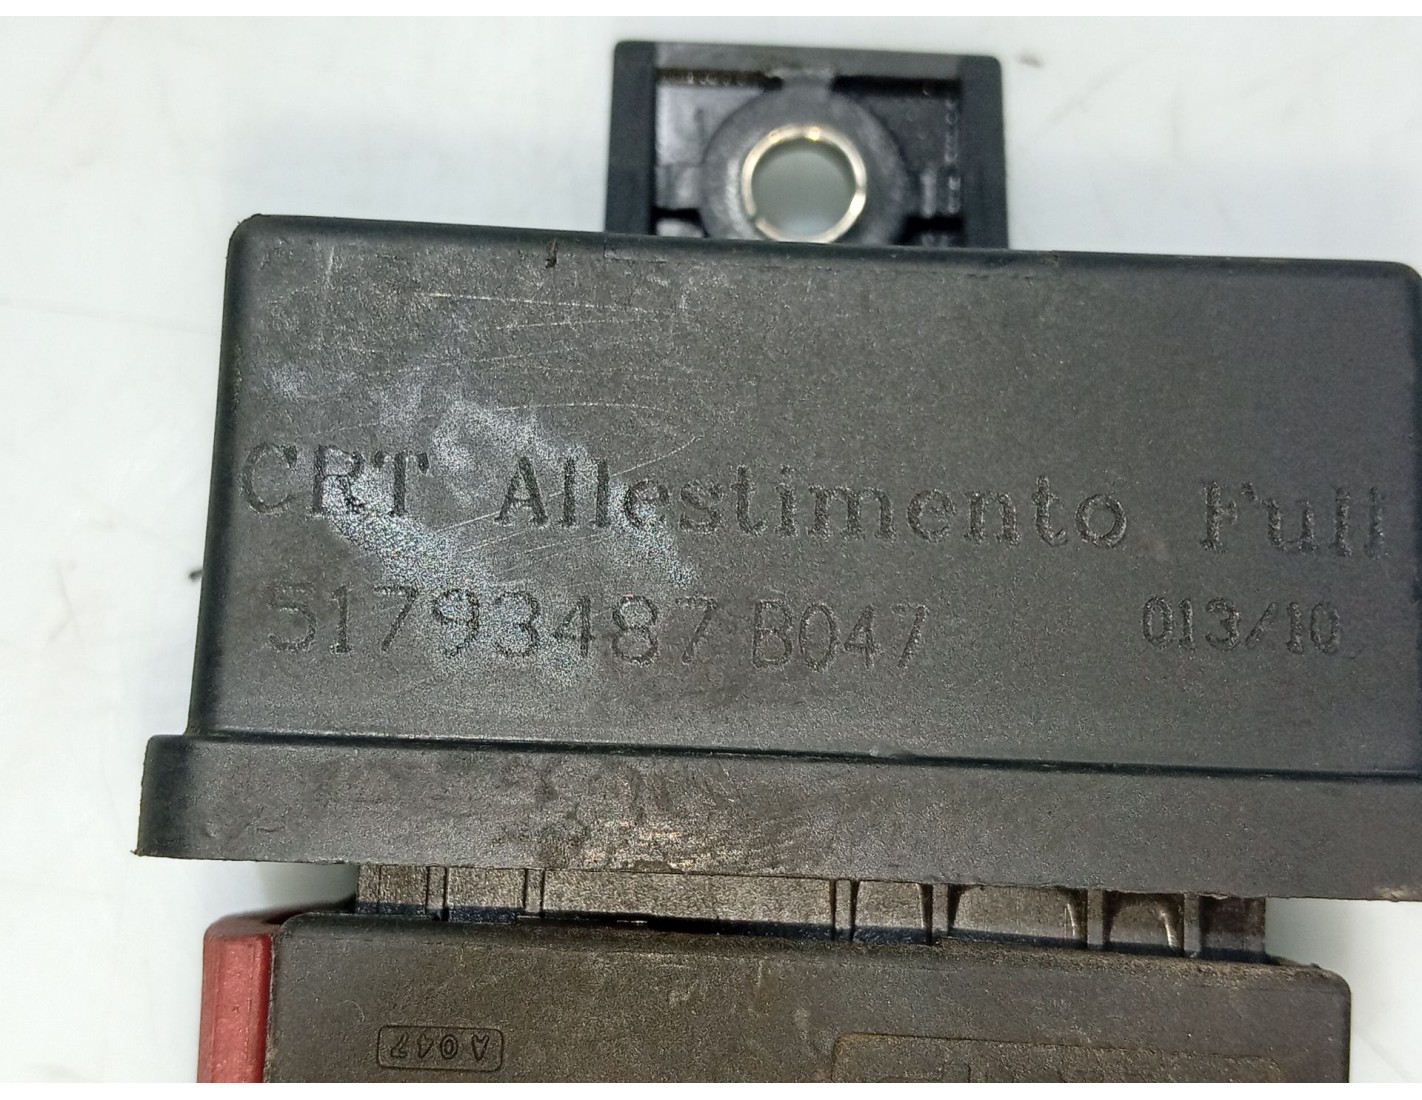 CRT Allestimento Full
51793487 B047 013/10
A047